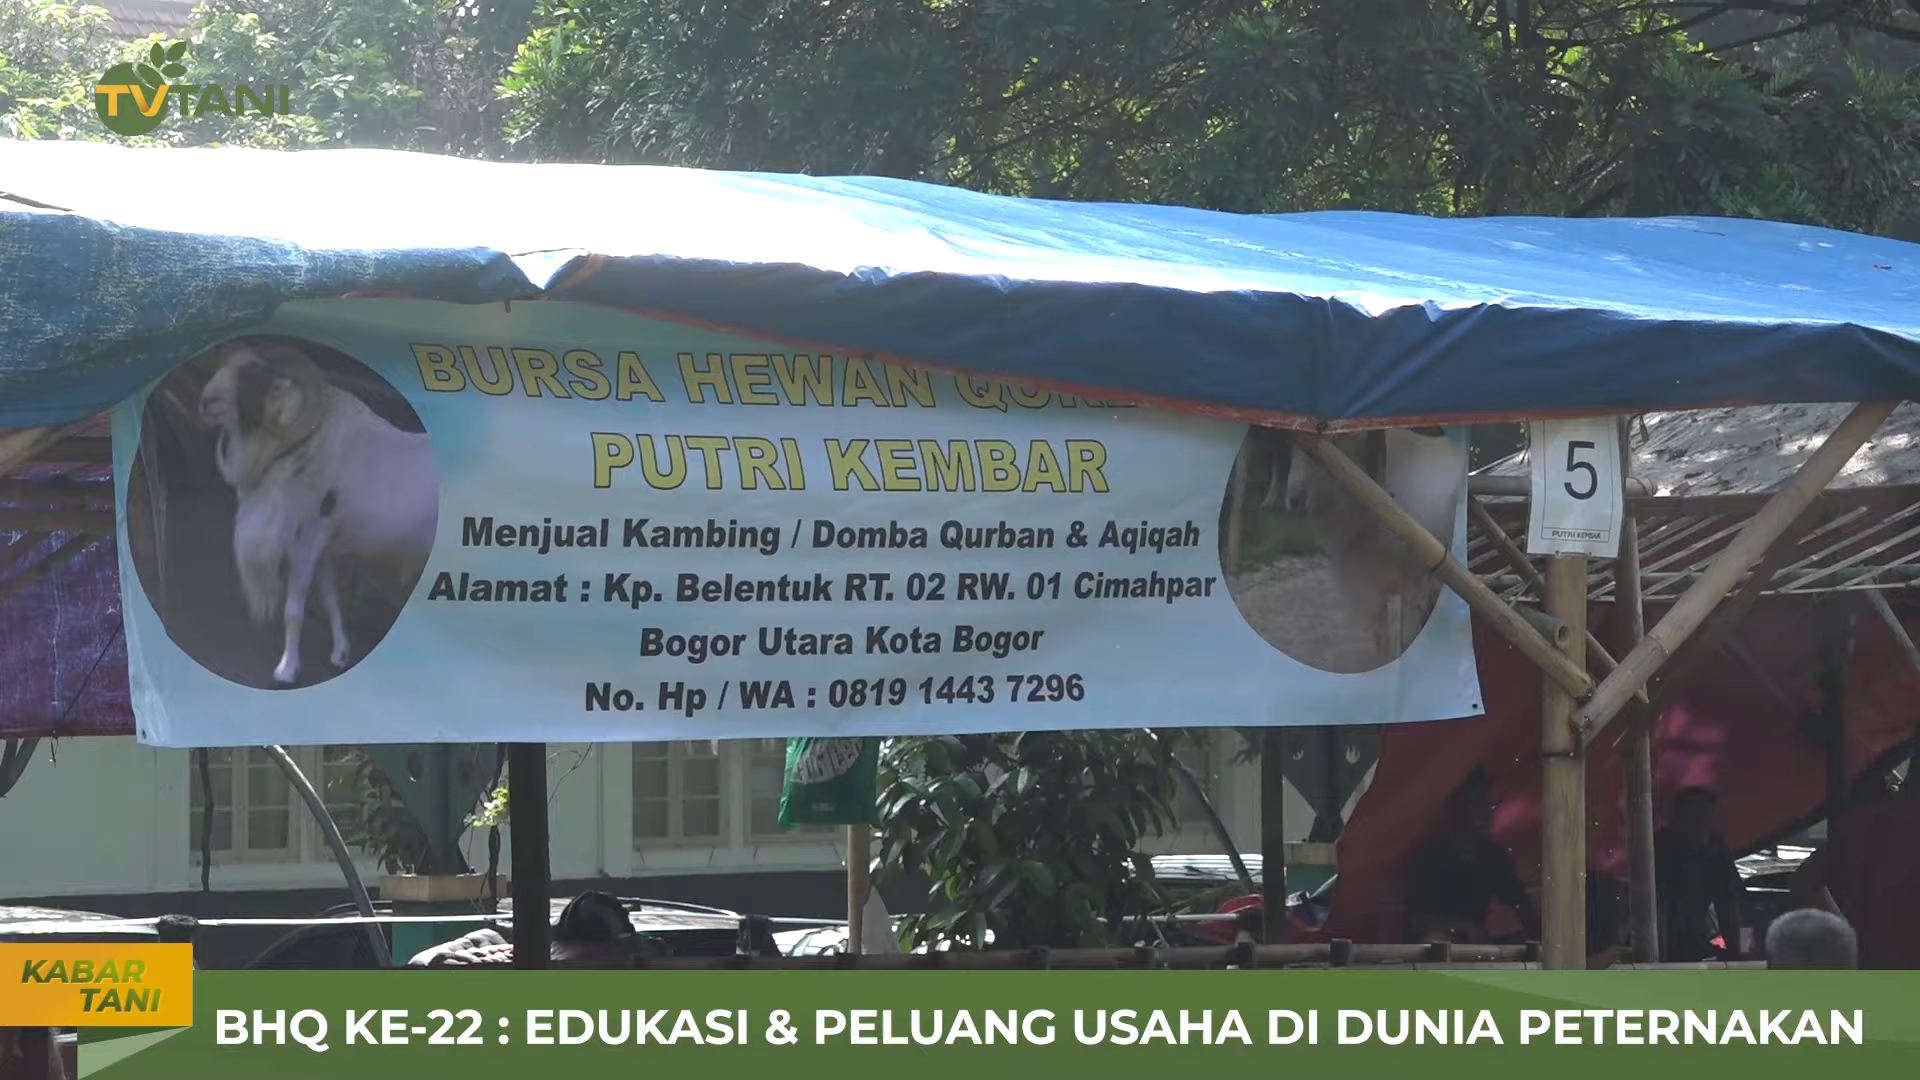 TVTANI
BURSA HEWAN
PUTRI KEMBAR
Menjual Kambing / Domba Qurban & Aqiqah
Alamat : Kp. Belentuk RT. 02 RW. 01 Cimahpar
Bogor Utara Kota Bogor
No. Hp / WA : 0819 1443 7296
5
PUTRI KEMBAR
KABAR
TANI
BHQ KE-22 : EDUKASI & PELUANG USAHA DI DUNIA PETERNAKAN